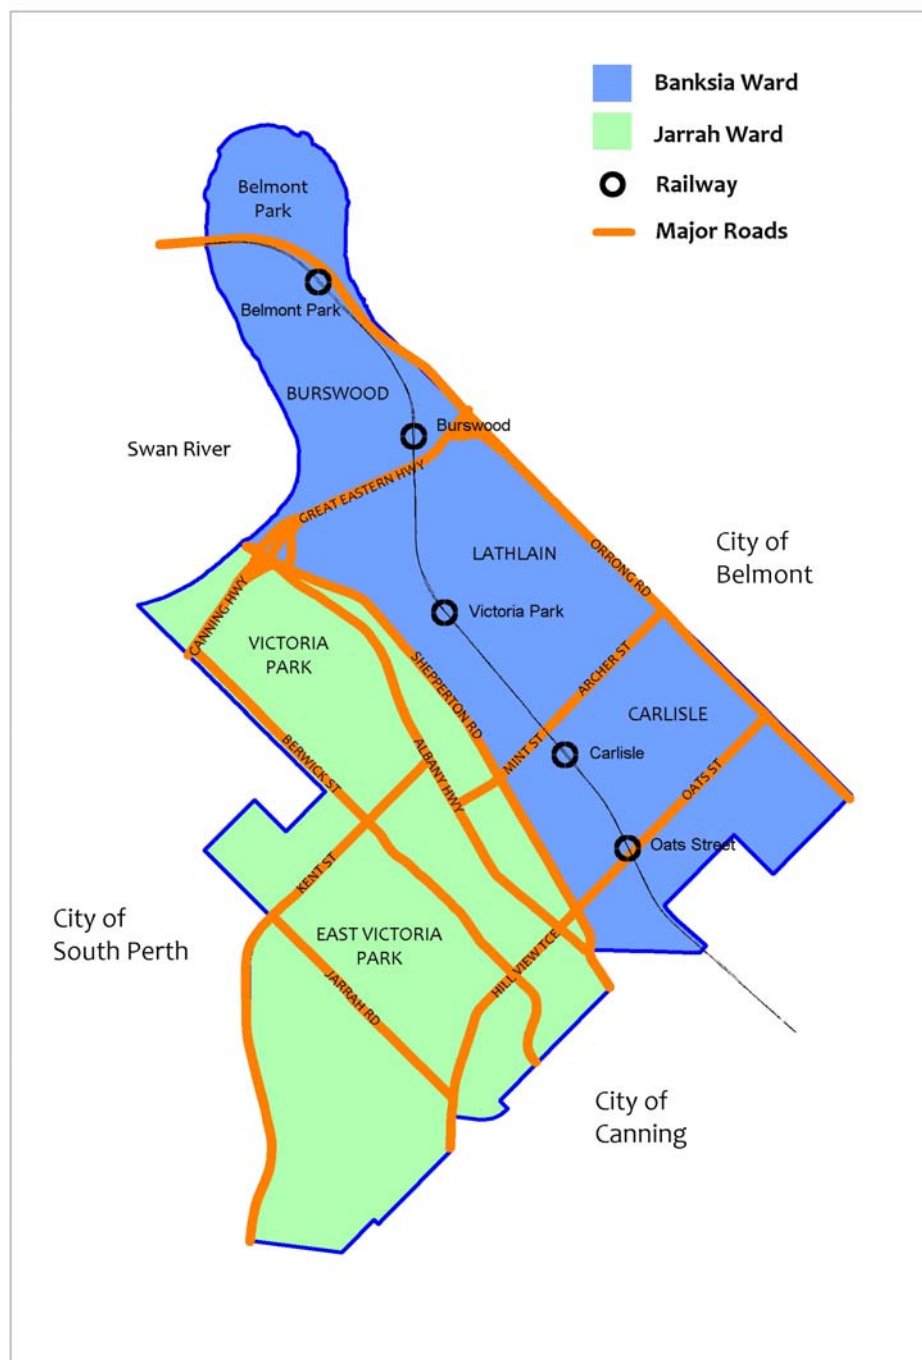 Banksia Ward
Jarrah Ward
Railway
Major Roads
Belmont
Park
Belmont Park
BURSWOOD
Burswood
Swan River
GREAT EASTERN HWY
LATHLAIN
ORRONG RD
City of
Belmont
CANNING HWY
Victoria Park
VICTORIA
PARK
SHEPPERTON RD
ARCHER ST
CARLISLE
BERWICK ST
ALBANY HWY
MINT ST
Carlisle
OATS ST
Oats Street
KENT ST
City of
South Perth
EAST VICTORIA
PARK
HILL VIEW TCE
JARRAH RD
City of
Canning